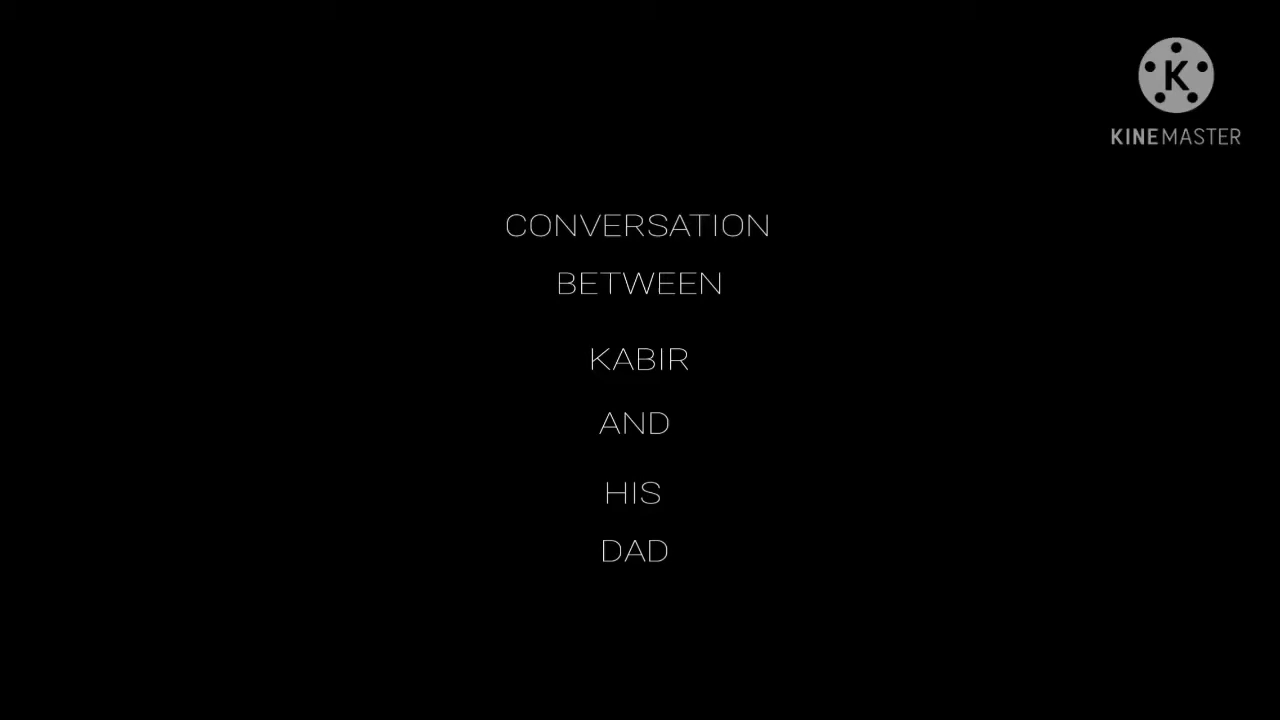 KINEMASTER
CONVERSATION
BETWEEN
KABIR
AND
HIS
DAD